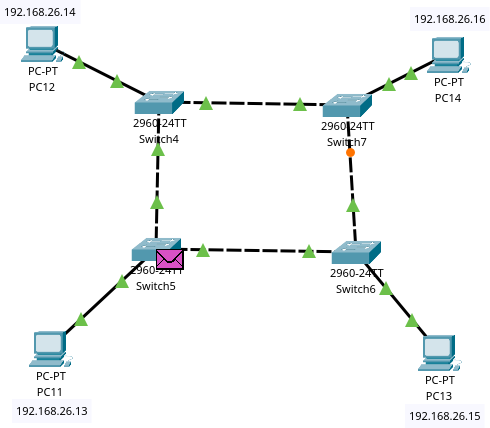 192.168.26.14
192.168.26.16
PC-PT
PC12
PC-PT
PC14
2960-24TT
Switch4
2960-24TT
Switch7
2960-24TT
Switch5
2960-24TT
Switch6
PC-PT
PC11
192.168.26.13
PC-PT
PC13
192.168.26.15